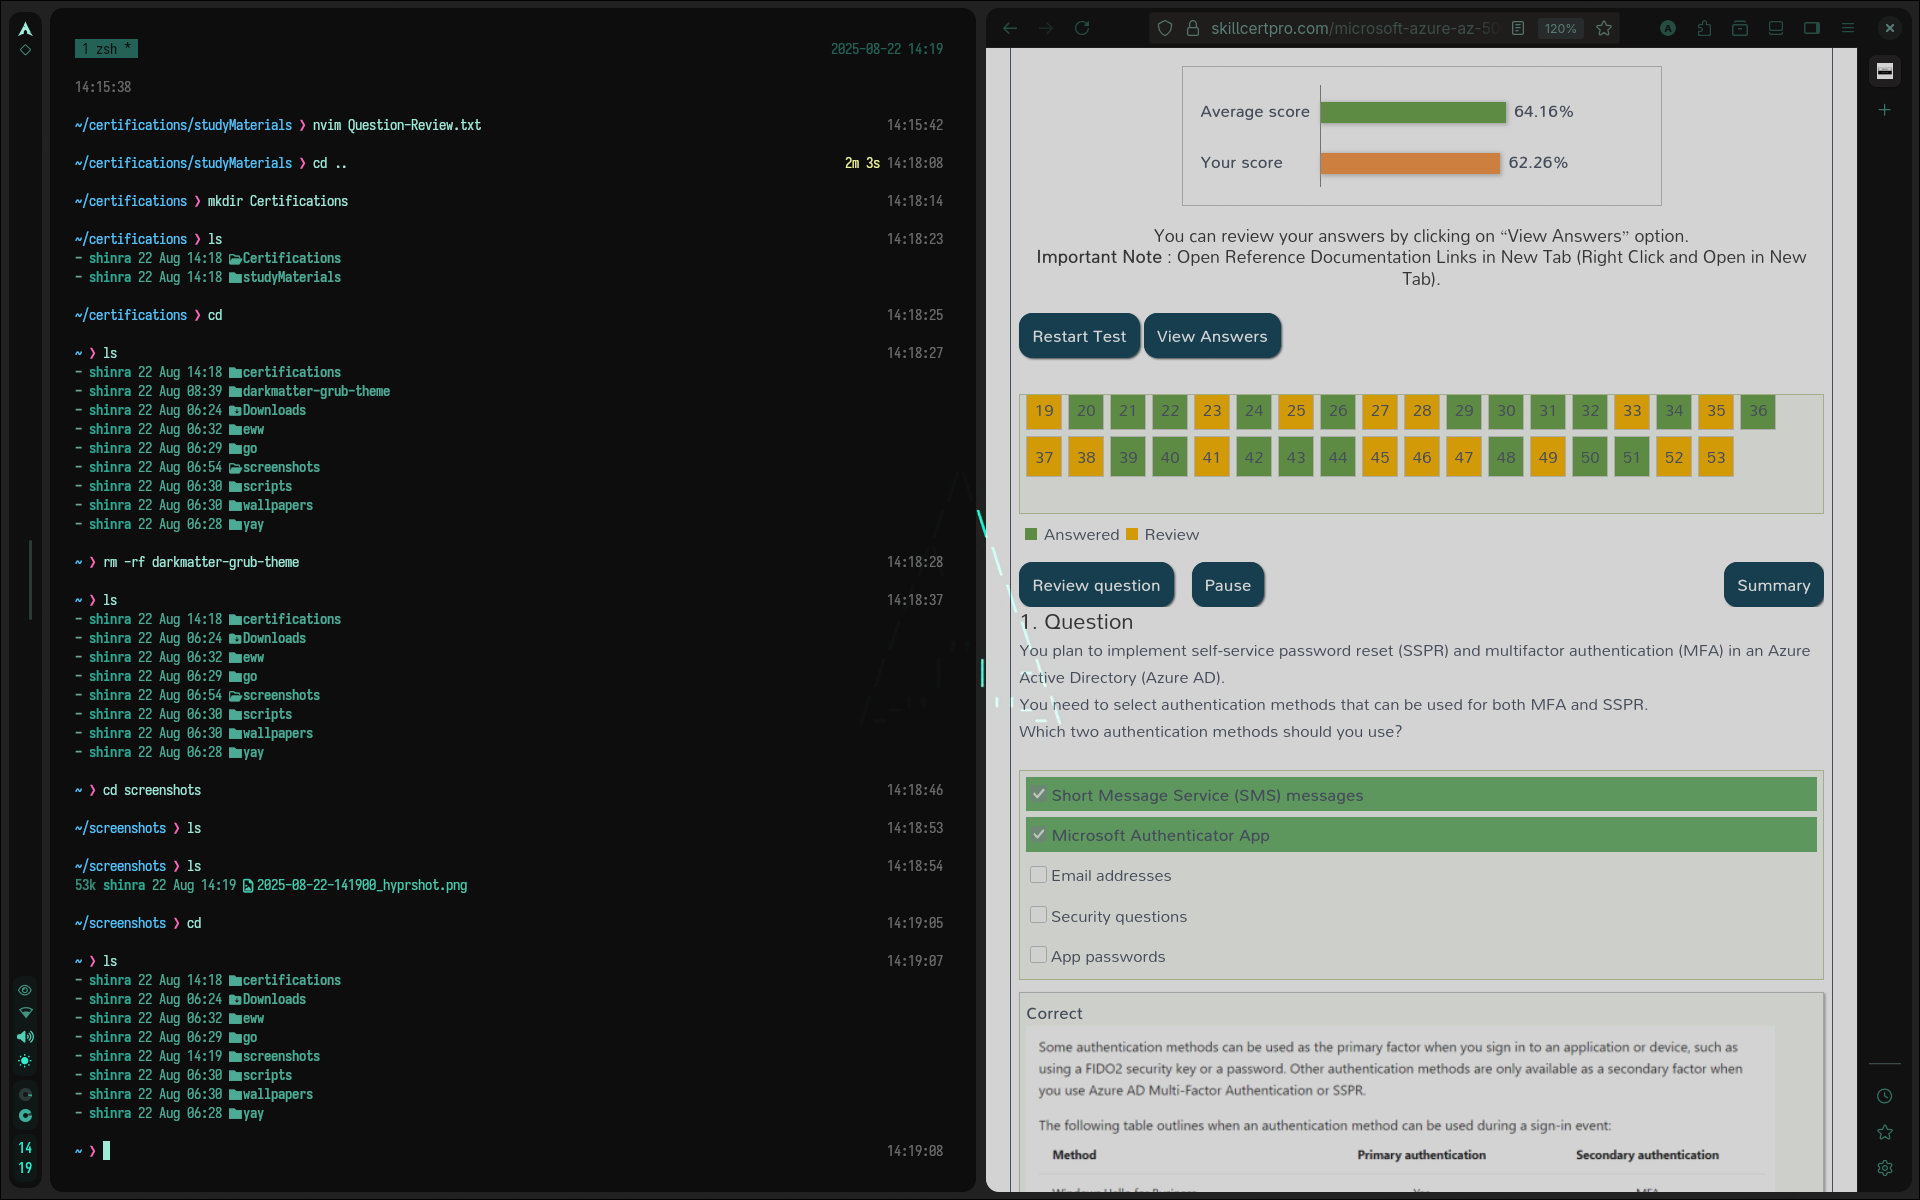 1 zsh *
2025-08-22 14:19
14:15:38
~/certifications/studyMaterials ❯ nvim Question-Review.txt 14:15:42
~/certifications/studyMaterials ❯ cd .. 2m 3s 14:18:08
~/certifications ❯ mkdir Certifications 14:18:14
~/certifications ❯ ls 14:18:23
- shinra 22 Aug 14:18 Certifications
- shinra 22 Aug 14:18 studyMaterials
~/certifications ❯ cd 14:18:25
~ ❯ ls 14:18:27
- shinra 22 Aug 14:18 certifications
- shinra 22 Aug 08:39 darkmatter-grub-theme
- shinra 22 Aug 06:24 Downloads
- shinra 22 Aug 06:32 eww
- shinra 22 Aug 06:29 go
- shinra 22 Aug 06:54 screenshots
- shinra 22 Aug 06:30 scripts
- shinra 22 Aug 06:30 wallpapers
- shinra 22 Aug 06:28 yay
~ ❯ rm -rf darkmatter-grub-theme 14:18:28
~ ❯ ls 14:18:37
- shinra 22 Aug 14:18 certifications
- shinra 22 Aug 06:24 Downloads
- shinra 22 Aug 06:32 eww
- shinra 22 Aug 06:29 go
- shinra 22 Aug 06:54 screenshots
- shinra 22 Aug 06:30 scripts
- shinra 22 Aug 06:30 wallpapers
- shinra 22 Aug 06:28 yay
~ ❯ cd screenshots 14:18:46
~/screenshots ❯ ls 14:18:53
~/screenshots ❯ ls 14:18:54
53k shinra 22 Aug 14:19 2025-08-22-141900_hyprshot.png
~/screenshots ❯ cd 14:19:05
~ ❯ ls 14:19:07
- shinra 22 Aug 14:18 certifications
- shinra 22 Aug 06:24 Downloads
- shinra 22 Aug 06:32 eww
- shinra 22 Aug 06:29 go
- shinra 22 Aug 14:19 screenshots
- shinra 22 Aug 06:30 scripts
- shinra 22 Aug 06:30 wallpapers
- shinra 22 Aug 06:28 yay
~ ❯ 14:19:08
14
19
skillcertpro.com/microsoft-azure-az-50
120%
Average score 64.16%
Your score 62.26%
You can review your answers by clicking on “View Answers” option.
Important Note : Open Reference Documentation Links in New Tab (Right Click and Open in New
Tab).
Restart Test View Answers
19 20 21 22 23 24 25 26 27 28 29 30 31 32 33 34 35 36
37 38 39 40 41 42 43 44 45 46 47 48 49 50 51 52 53
Answered Review
Review question Pause Summary
1. Question
You plan to implement self-service password reset (SSPR) and multifactor authentication (MFA) in an Azure
Active Directory (Azure AD).
You need to select authentication methods that can be used for both MFA and SSPR.
Which two authentication methods should you use?
Short Message Service (SMS) messages
Microsoft Authenticator App
Email addresses
Security questions
App passwords
Correct
Some authentication methods can be used as the primary factor when you sign in to an application or device, such as
using a FIDO2 security key or a password. Other authentication methods are only available as a secondary factor when
you use Azure AD Multi-Factor Authentication or SSPR.
The following table outlines when an authentication method can be used during a sign-in event:
Method Primary authentication Secondary authentication